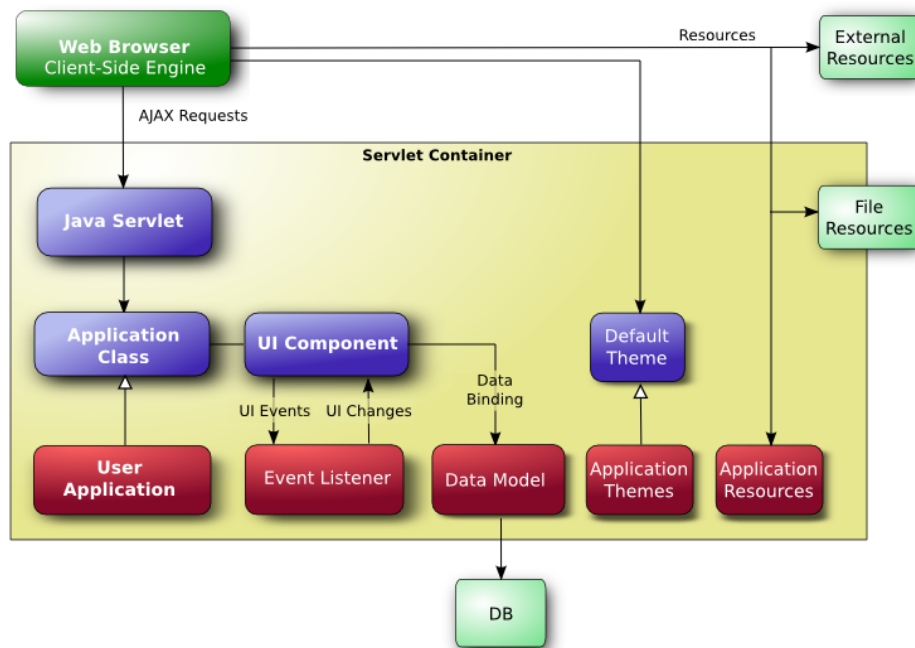 Web Browser
Client-Side Engine
Resources
External
Resources
AJAX Requests
Servlet Container
Java Servlet
File
Resources
Application
Class
UI Component
Default
Theme
UI Events
UI Changes
Data
Binding
User
Application
Event Listener
Data Model
Application
Themes
Application
Resources
DB